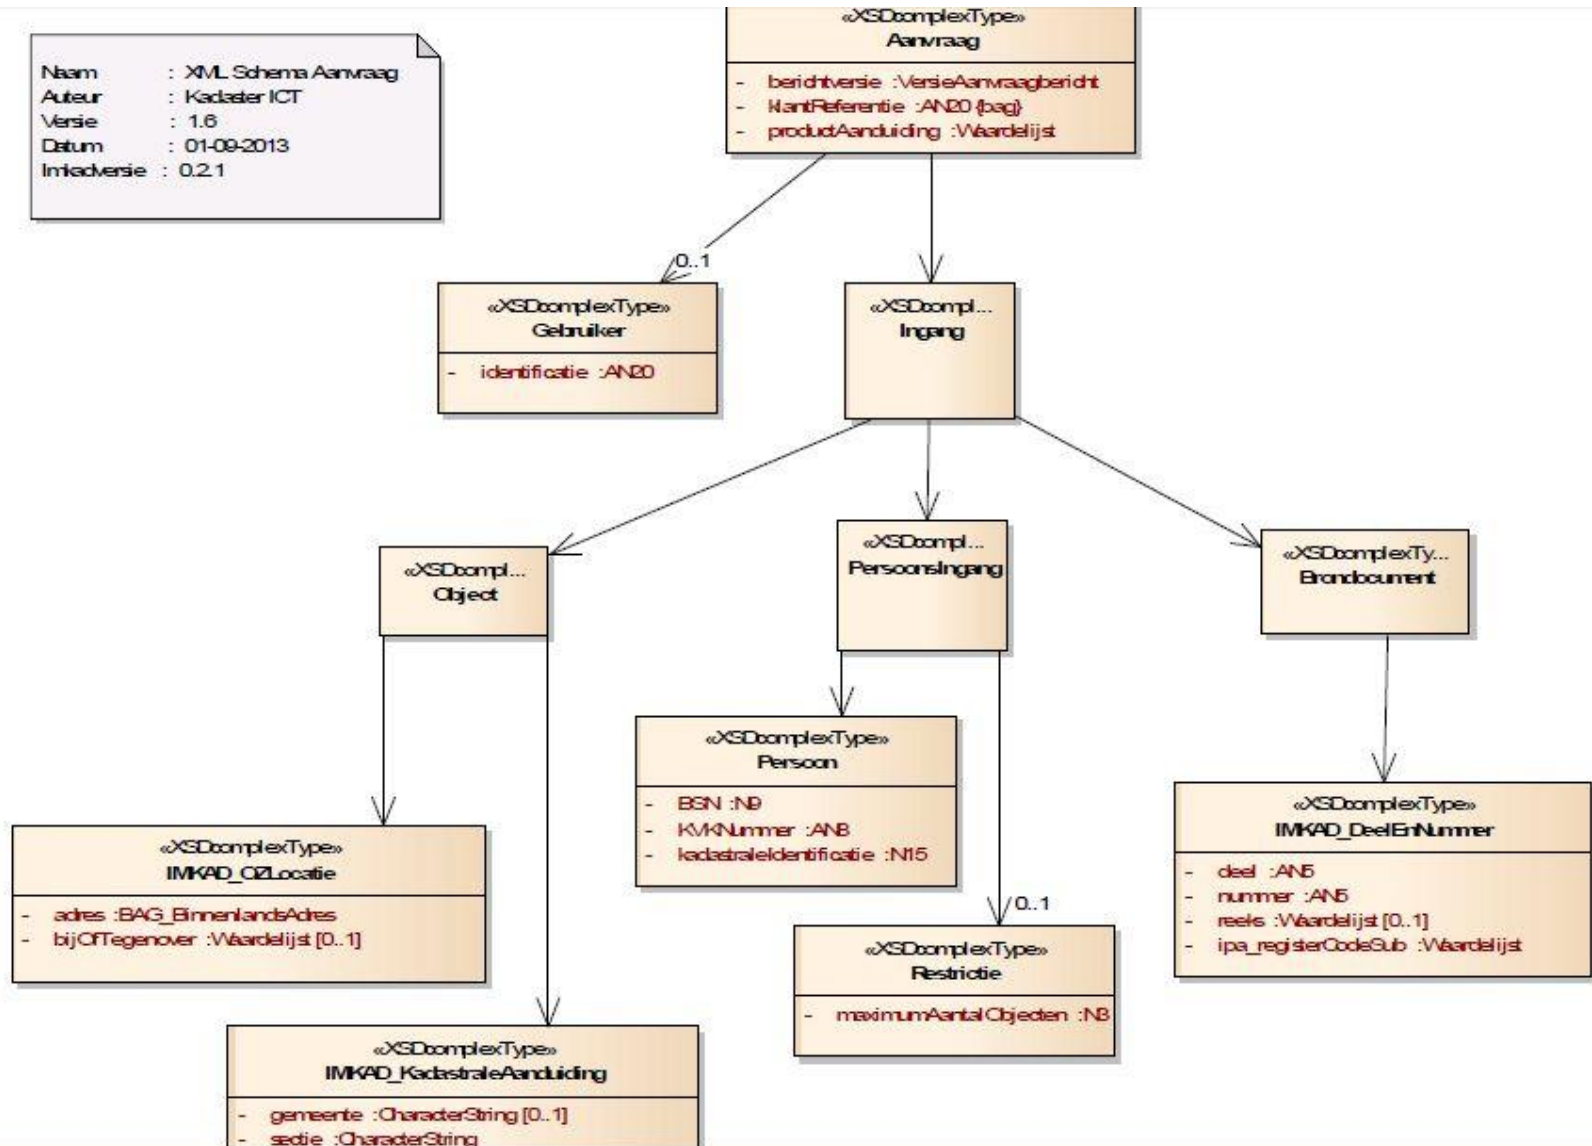 Naam : XML Schema Aanvraag
Auteur : Kadaster ICT
Versie : 1.6
Datum : 01-09-2013
Imkadversie : 0.2.1
«XSDcomplexType»
Aanvraag
- berichtversie :VersieAanvraagbericht
- klantReferentie :AN20 {bag}
- productAanduiding :Waardelijst
0..1
«XSDcomplexType»
Gebruiker
- identificatie :AN20
«XSDcompl...
Ingang
«XSDcompl...
Object
«XSDcompl...
PersoonsIngang
«XSDcomplexTy...
Brondocument
«XSDcomplexType»
Persoon
- BSN :N9
- KVKNummer :AN8
- kadastraleIdentificatie :N15
«XSDcomplexType»
IMKAD_DeelEnNummer
- deel :AN5
- nummer :AN5
- reeks :Waardelijst [0..1]
- ipa_registerCodeSub :Waardelijst
«XSDcomplexType»
IMKAD_OZLocatie
- adres :BAG_BinnenlandsAdres
- bijOfTegenover :Waardelijst [0..1]
0..1
«XSDcomplexType»
Restrictie
- maximumAantalObjecten :N3
«XSDcomplexType»
IMKAD_KadastraleAanduiding
- gemeente :CharacterString [0..1]
- sectie :CharacterString